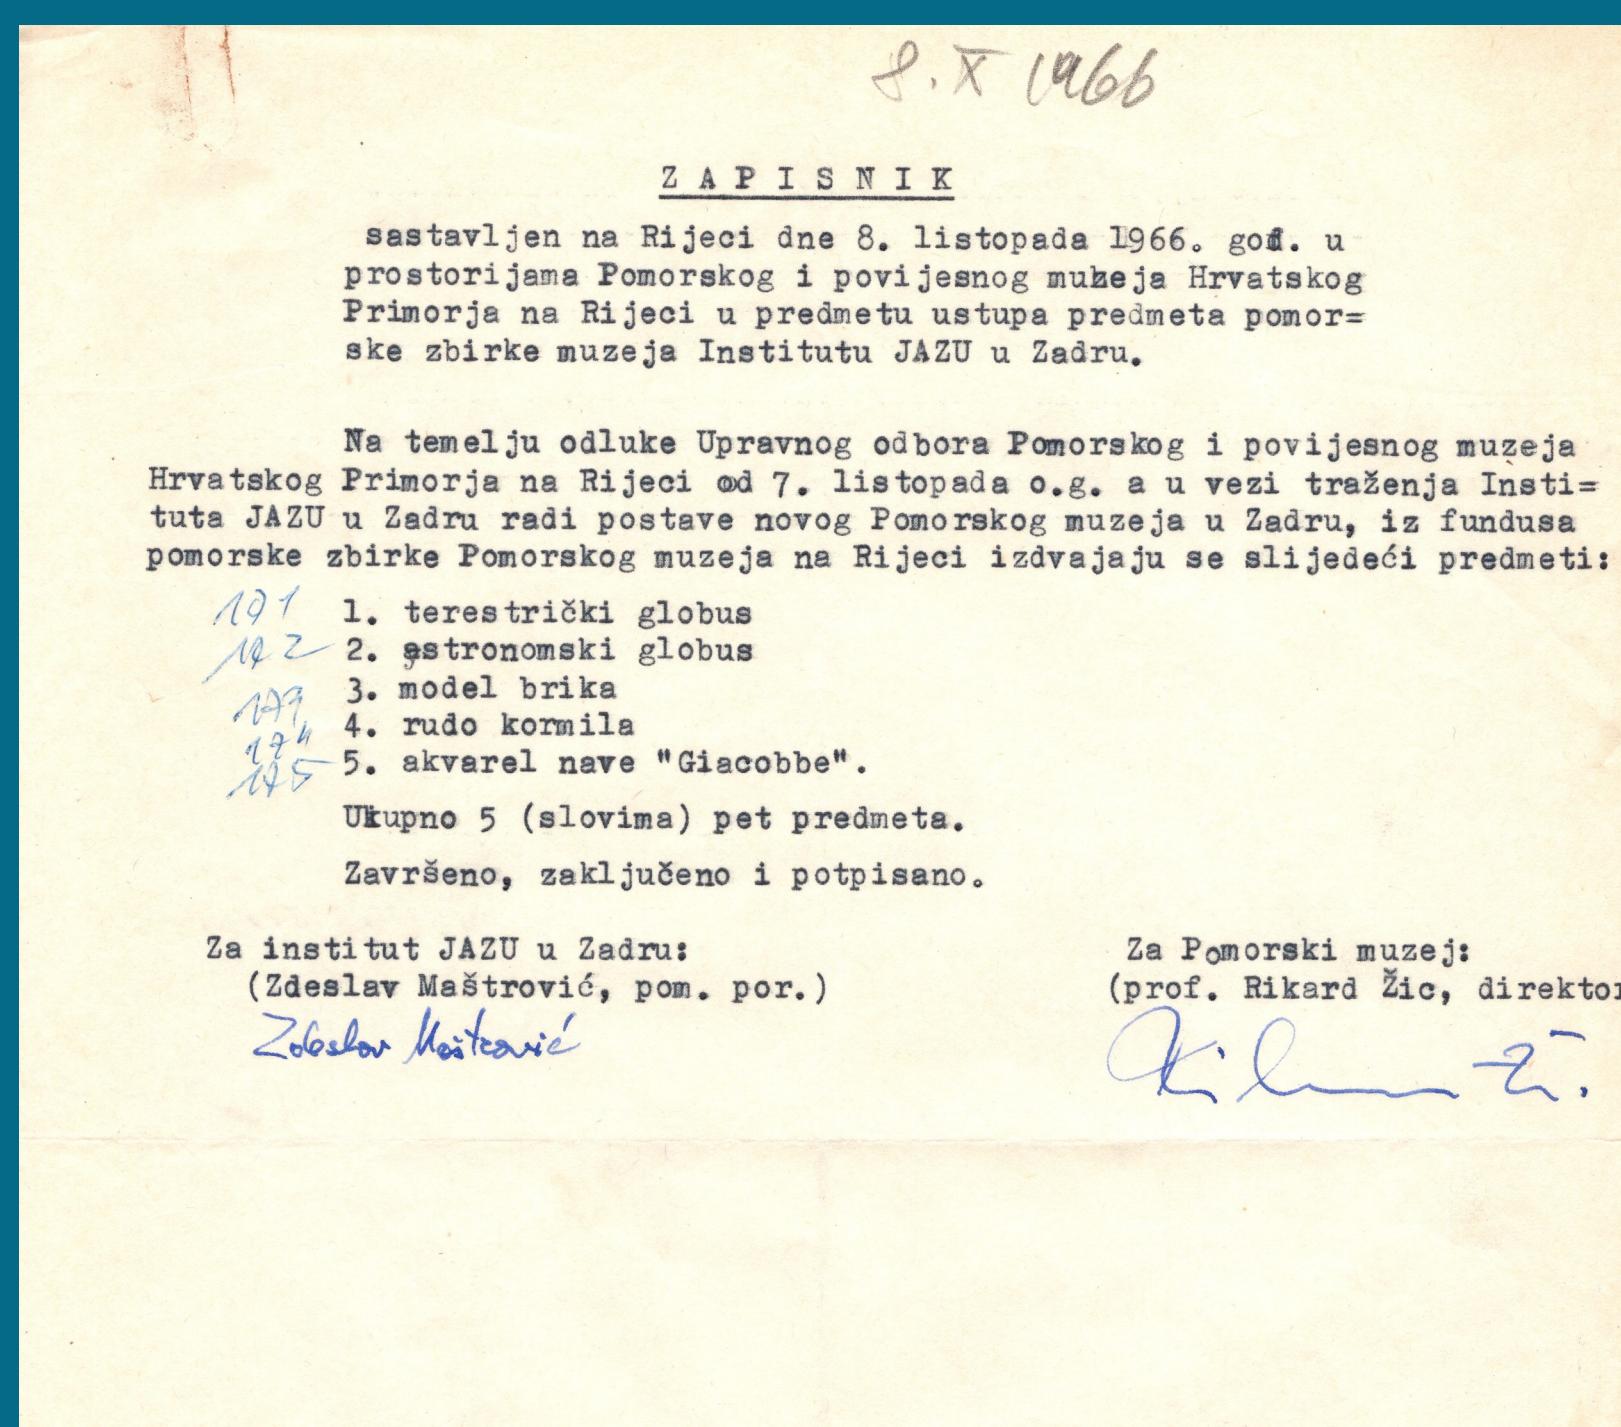 8. X 1966
ZAPISNIK
sastavljen na Rijeci dne 8. listopada 1966. god. u
prostorijama Pomorskog i povijesnog muzeja Hrvatskog
Primorja na Rijeci u predmetu ustupa predmeta pomor=
ske zbirke muzeja Institutu JAZU u Zadru.
Na temelju odluke Upravnog odbora Pomorskog i povijesnog muzeja
Hrvatskog Primorja na Rijeci od 7. listopada o.g. a u vezi traženja Insti=
tuta JAZU u Zadru radi postave novog Pomorskog muzeja u Zadru, iz fundusa
pomorske zbirke Pomorskog muzeja na Rijeci izdvajaju se slijedeći predmeti:
171 1. terestrički globus
172 2. astronomski globus
3. model brika
174 4. rudo kormila
175 5. akvarel nave "Giacobbe".
Ukupno 5 (slovima) pet predmeta.
Završeno, zaključeno i potpisano.
Za institut JAZU u Zadru: Za Pomorski muzej:
(Zdeslav Maštrović, pom. por.) (prof. Rikard Žic, direktor
Zdeslav Maštrović